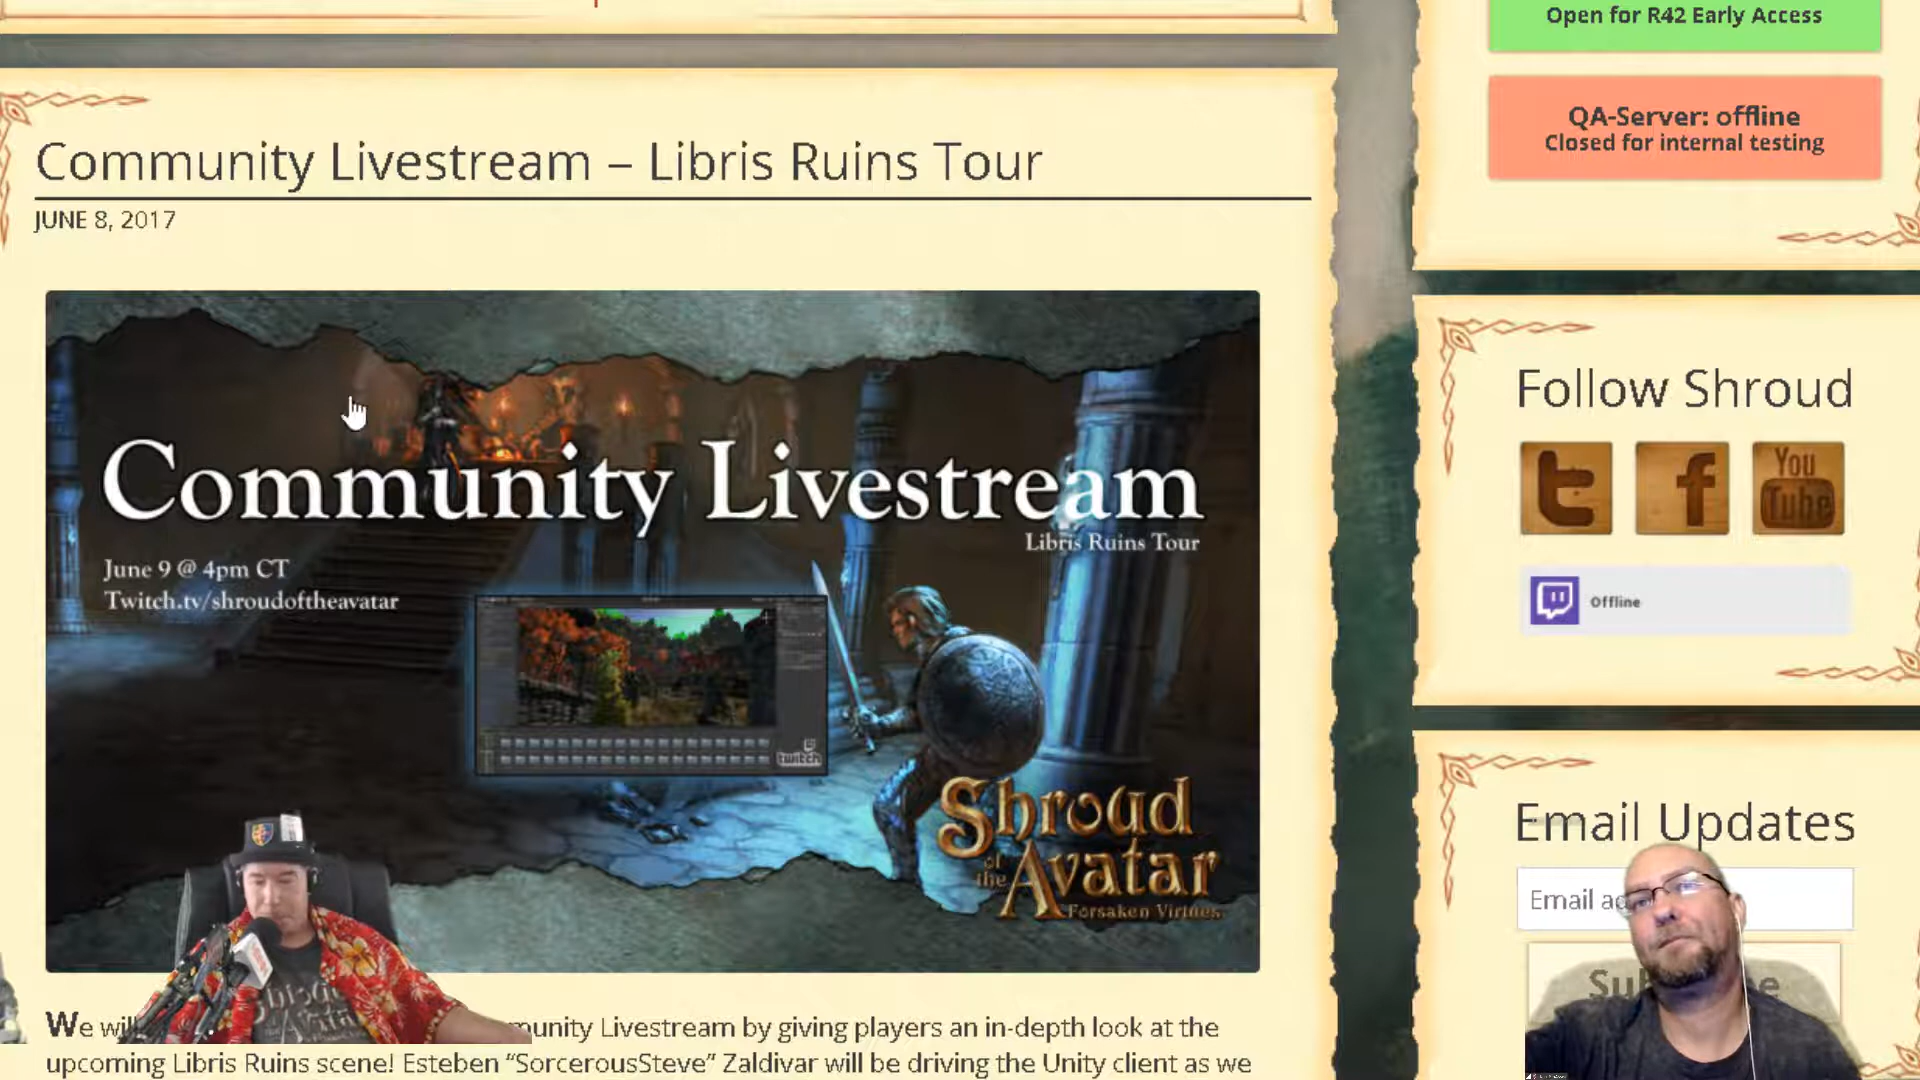 Open for R42 Early Access
QA-Server: offline
Closed for internal testing
Community Livestream – Libris Ruins Tour
JUNE 8, 2017
Community Livestream
Libris Ruins Tour
June 9 @ 4pm CT
Twitch.tv/shroudoftheavatar
twitch
Shroud
of the Avatar
Forsaken Virtues
Follow Shroud
You
Tube
Offline
Email Updates
Email
We Livestream by giving players an in-depth look at the
upcoming Libris Ruins scene! Esteben “SorcerousSteve” Zaldivar will be driving the Unity client as we